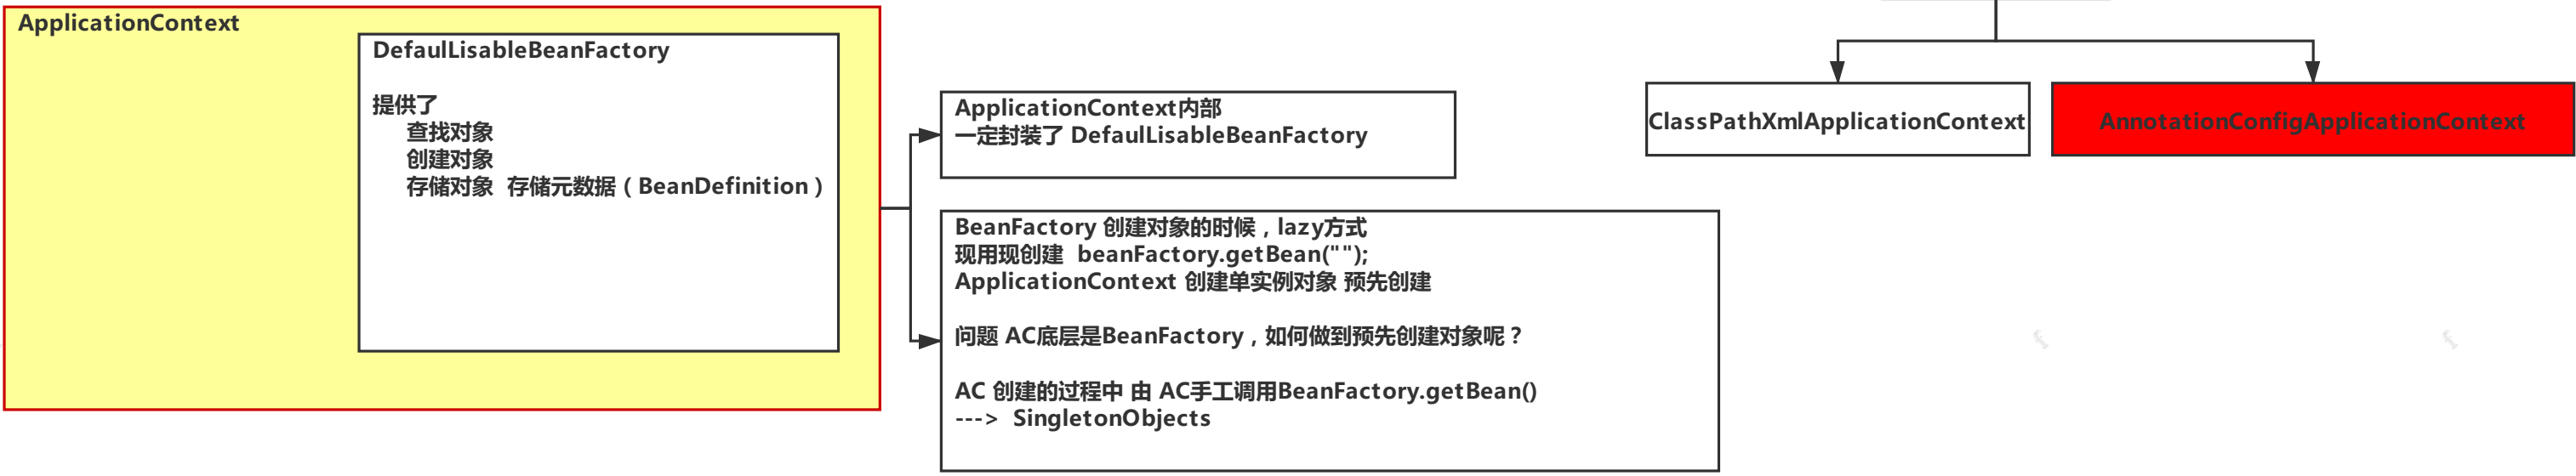 ApplicationContext
DefaulLisableBeanFactory
提供了
查找对象
创建对象
存储对象 存储元数据（BeanDefinition）
ApplicationContext内部
一定封装了 DefaulLisableBeanFactory
BeanFactory 创建对象的时候，lazy方式
现用现创建 beanFactory.getBean("");
ApplicationContext 创建单实例对象 预先创建
问题 AC底层是BeanFactory，如何做到预先创建对象呢？
AC 创建的过程中 由 AC手工调用BeanFactory.getBean()
---> SingletonObjects
ClassPathXmlApplicationContext
AnnotationConfigApplicationContext